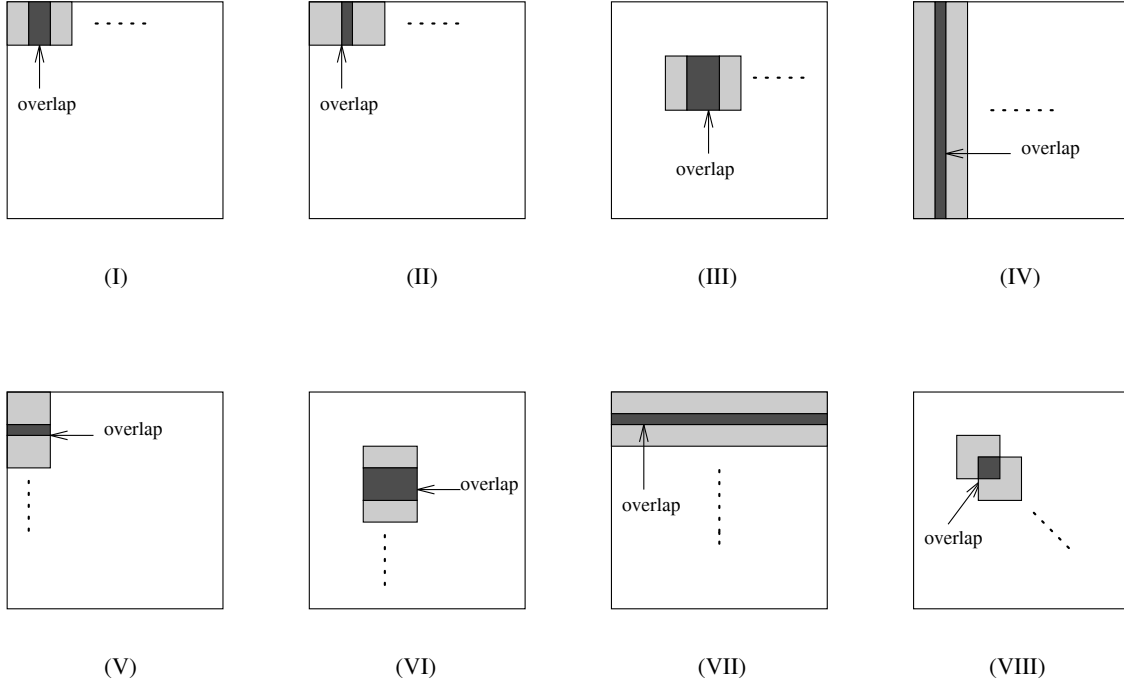 overlap
overlap
overlap
overlap
(I)
(II)
(III)
(IV)
overlap
overlap
overlap
overlap
(V)
(VI)
(VII)
(VIII)